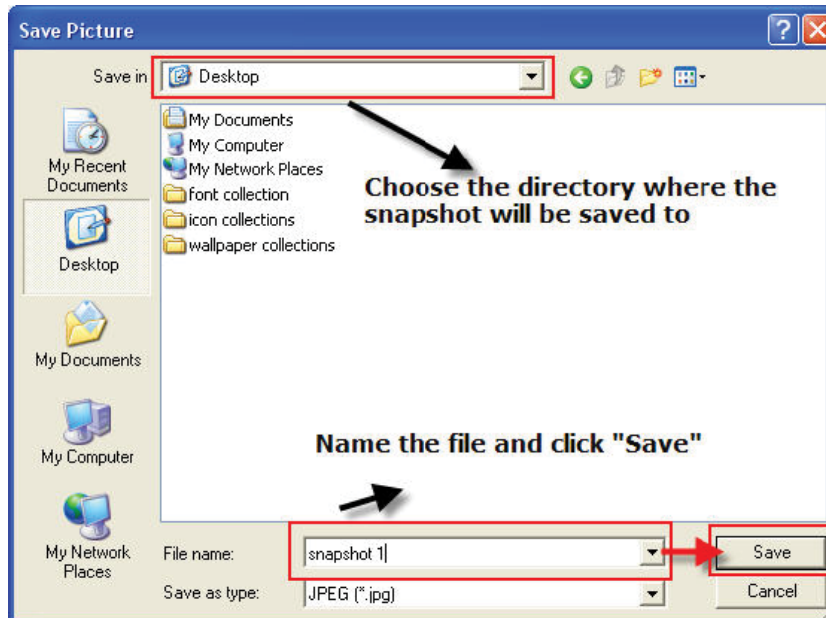 Save Picture
Save in
Desktop
My Documents
My Computer
My Network Places
font collection
icon collections
wallpaper collections
My Recent
Documents
Desktop
My Documents
My Computer
My Network
Places
Choose the directory where the
snapshot will be saved to
Name the file and click "Save"
File name:
snapshot 1
Save
Save as type:
JPEG (*.jpg)
Cancel